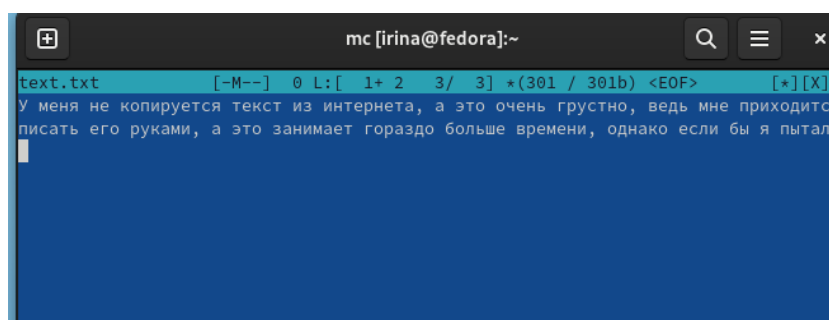 mc [irina@fedora]:~
text.txt [-M--] 0 L:[ 1+ 2 3/ 3] *(301 / 301b) <EOF> [*][X]
У меня не копируется текст из интернета, а это очень грустно, ведь мне приходитс
писать его руками, а это занимает гораздо больше времени, однако если бы я пытал